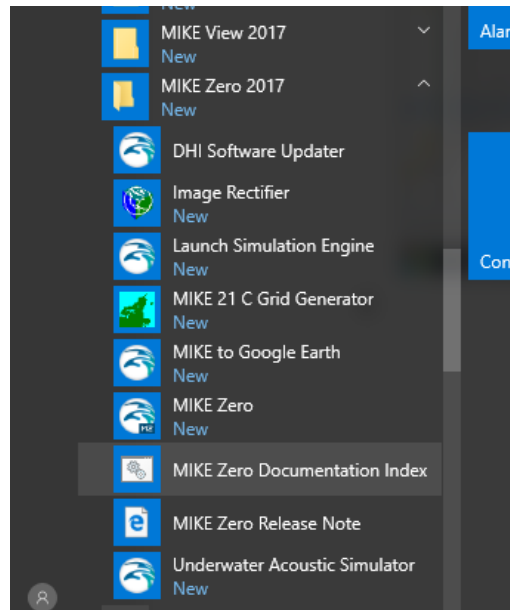 New
MIKE View 2017
New
MIKE Zero 2017
New
DHI Software Updater
Image Rectifier
New
Launch Simulation Engine
New
MIKE 21 C Grid Generator
New
MIKE to Google Earth
New
MIKE Zero
New
MIKE Zero Documentation Index
MIKE Zero Release Note
Underwater Acoustic Simulator
New
Alar
Con